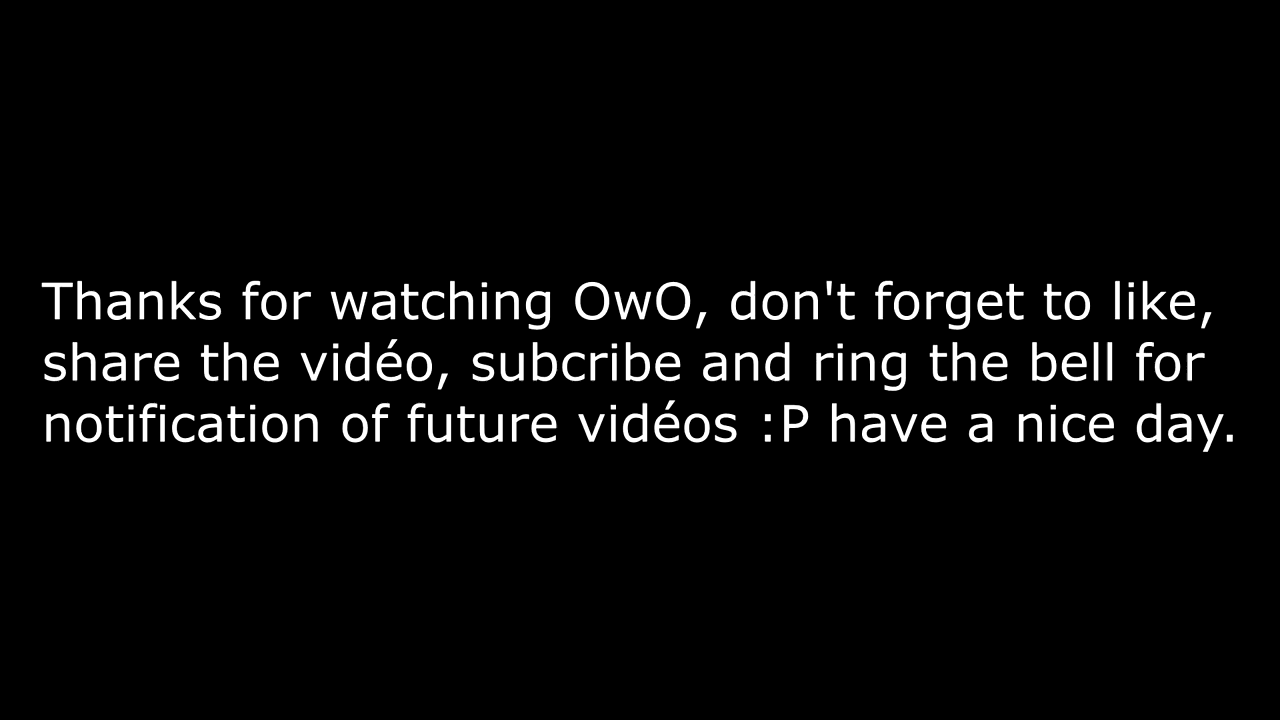 Thanks for watching OwO, don't forget to like,
share the vidéo, subcribe and ring the bell for
notification of future vidéos :P have a nice day.